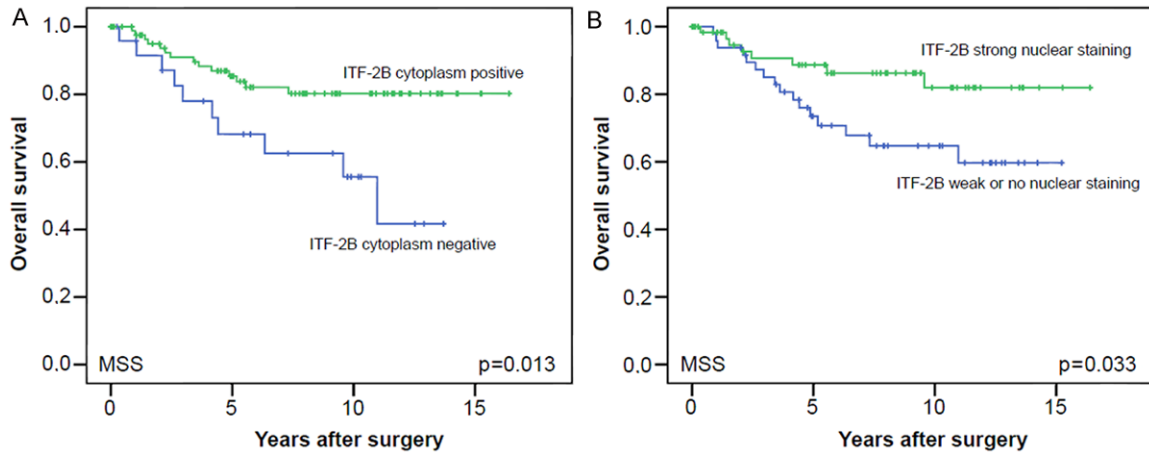 A
Overall survival
1.0
0.8
0.6
0.4
0.2
0.0
ITF-2B cytoplasm positive
ITF-2B cytoplasm negative
MSS
p=0.013
0 5 10 15
Years after surgery
B
Overall survival
1.0
0.8
0.6
0.4
0.2
0.0
ITF-2B strong nuclear staining
ITF-2B weak or no nuclear staining
MSS
p=0.033
0 5 10 15
Years after surgery